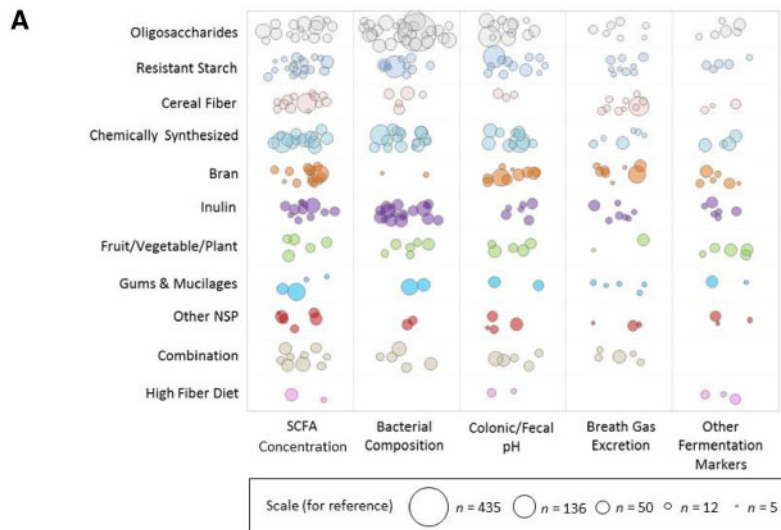 A
Oligosaccharides
Resistant Starch
Cereal Fiber
Chemically Synthesized
Bran
Inulin
Fruit/Vegetable/Plant
Gums & Mucilages
Other NSP
Combination
High Fiber Diet
SCFA
Concentration
Bacterial
Composition
Colonic/Fecal
pH
Breath Gas
Excretion
Other
Fermentation
Markers
Scale (for reference) n = 435 n = 136 n = 50 n = 12 n = 5